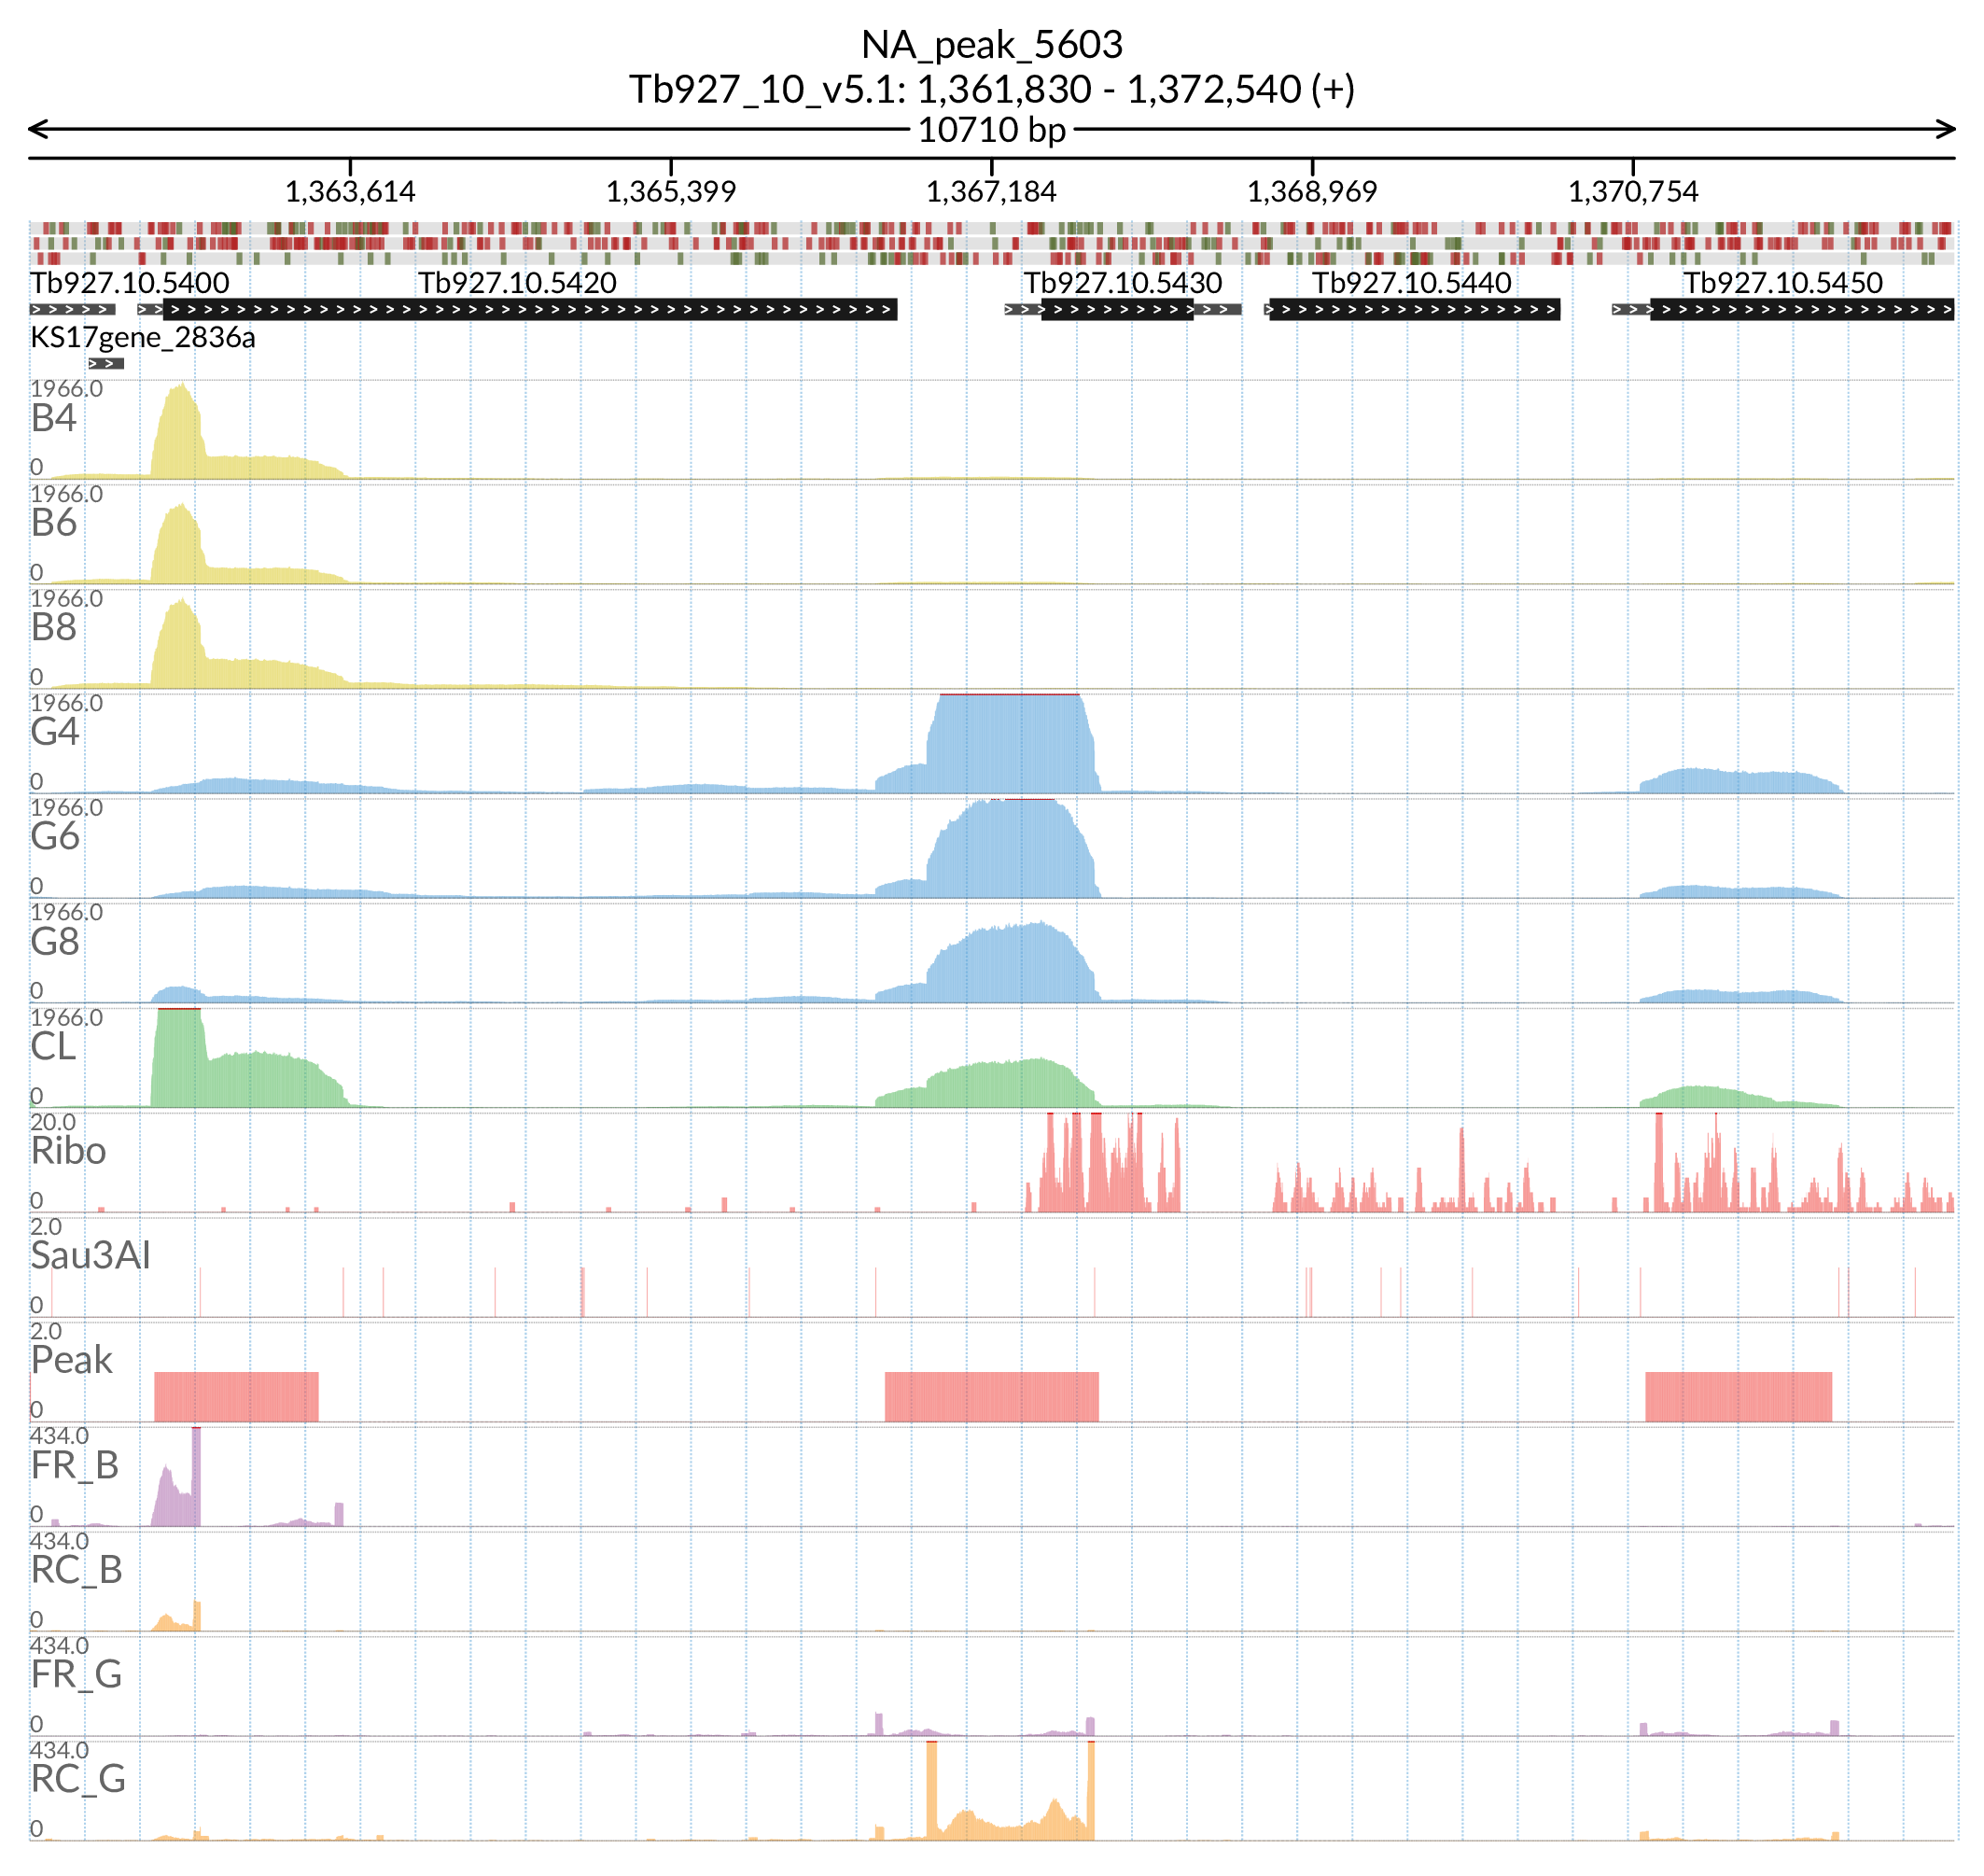 NA_peak_5603
Tb927_10_v5.1: 1,361,830 - 1,372,540 (+)
10710 bp
1,363,614 1,365,399 1,367,184 1,368,969 1,370,754
Tb927.10.5400 Tb927.10.5420 Tb927.10.5430 Tb927.10.5440 Tb927.10.5450
KS17gene_2836a
1966.0
B4
0
1966.0
B6
0
1966.0
B8
0
1966.0
G4
0
1966.0
G6
0
1966.0
G8
0
1966.0
CL
0
20.0
Ribo
0
2.0
Sau3AI
0
2.0
Peak
0
434.0
FR_B
0
434.0
RC_B
0
434.0
FR_G
0
434.0
RC_G
0